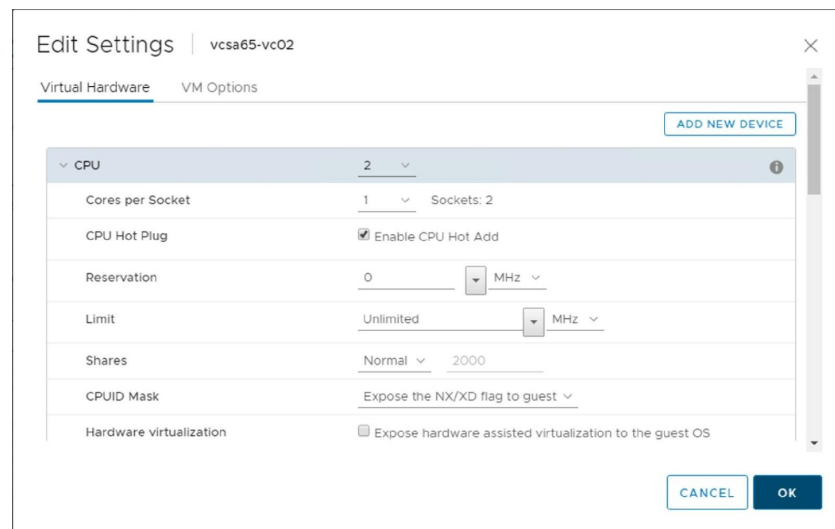 Edit Settings vcsa65-vc02
Virtual Hardware VM Options
ADD NEW DEVICE
CPU 2
Cores per Socket 1 Sockets: 2
CPU Hot Plug Enable CPU Hot Add
Reservation 0 MHz
Limit Unlimited MHz
Shares Normal 2000
CPUID Mask Expose the NX/XD flag to guest
Hardware virtualization Expose hardware assisted virtualization to the guest OS
CANCEL OK